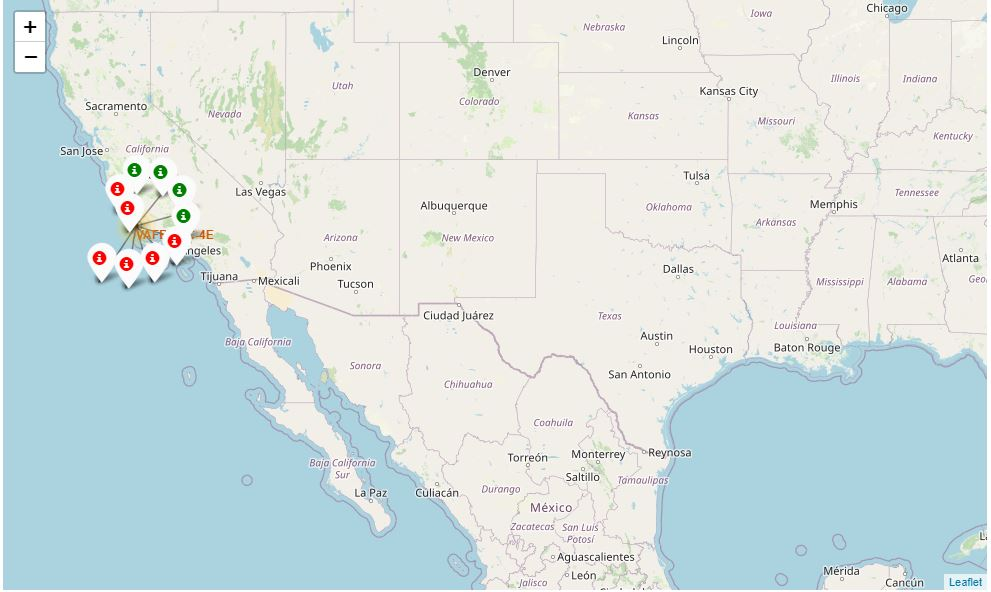 +
−
Chicago
Iowa
Nebraska
Lincoln
Denver
Colorado
Utah
Nevada
Sacramento
San Jose
California
Las Vegas
Kansas City
Illinois
Indiana
Kansas
Missouri
Kentucky
Tulsa
Tennessee
Albuquerque
Oklahoma
Memphis
Arkansas
New Mexico
Arizona
4E
Phoenix
Tucson
Tijuana
Mexicali
Dallas
Atlanta
Mississippi
Alabama
Ciudad Juárez
Texas
Louisiana
Austin
Houston
Baton Rouge
Baja California
Sonora
San Antonio
Chihuahua
Coahuila
Torreón
Monterrey
Reynosa
Saltillo
Baja California
Sur
Tamaulipas
La Paz
Culiacán
Durango
México
Zacatecas
San Luis
Potosí
Aguascalientes
León
Jalisco
Mérida
Cancún
Leaflet